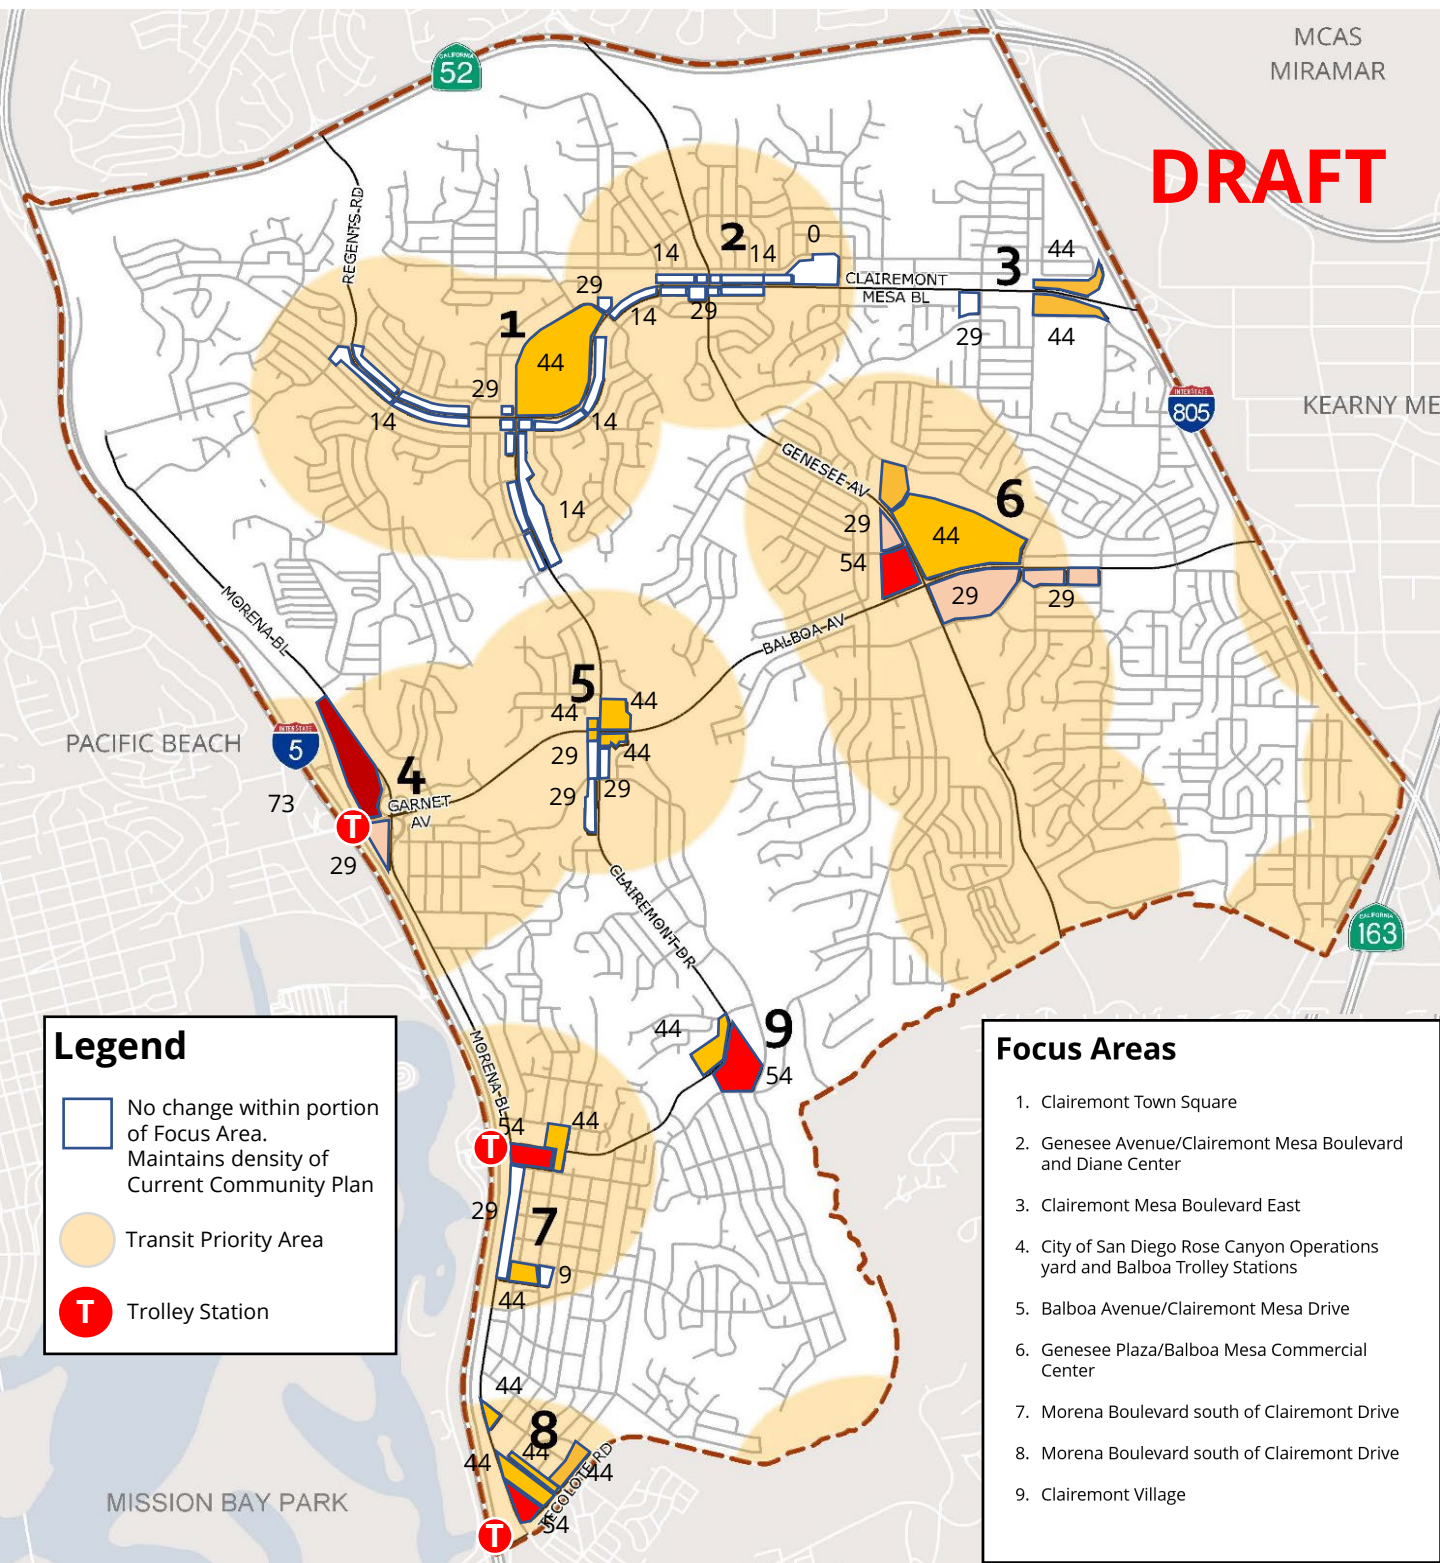 MCAS
MIRAMAR
CALIFORNIA
52
DRAFT
REGENTS RD
2
14
14
0
3
44
CLAIREMONT
MESA BL
29
14
29
29
44
1
44
29
14
14
INTERSTATE
805
KEARNY ME
14
GENESEE AV
6
29
44
54
29
29
MORENA BL
BALBOA AV
5
44
44
29
44
29
29
PACIFIC BEACH
INTERSTATE
5
4
73
GARNET
AV
T
29
CLAIREMONT DR
CALIFORNIA
163
44
9
54
MORENA BL
54
44
T
29
7
9
44
44
8
44
44
44
TECOLOTE RD
54
T
MISSION BAY PARK
Legend
No change within portion
of Focus Area.
Maintains density of
Current Community Plan
Transit Priority Area
T
Trolley Station
Focus Areas
1. Clairemont Town Square
2. Genesee Avenue/Clairemont Mesa Boulevard
and Diane Center
3. Clairemont Mesa Boulevard East
4. City of San Diego Rose Canyon Operations
yard and Balboa Trolley Stations
5. Balboa Avenue/Clairemont Mesa Drive
6. Genesee Plaza/Balboa Mesa Commercial
Center
7. Morena Boulevard south of Clairemont Drive
8. Morena Boulevard south of Clairemont Drive
9. Clairemont Village